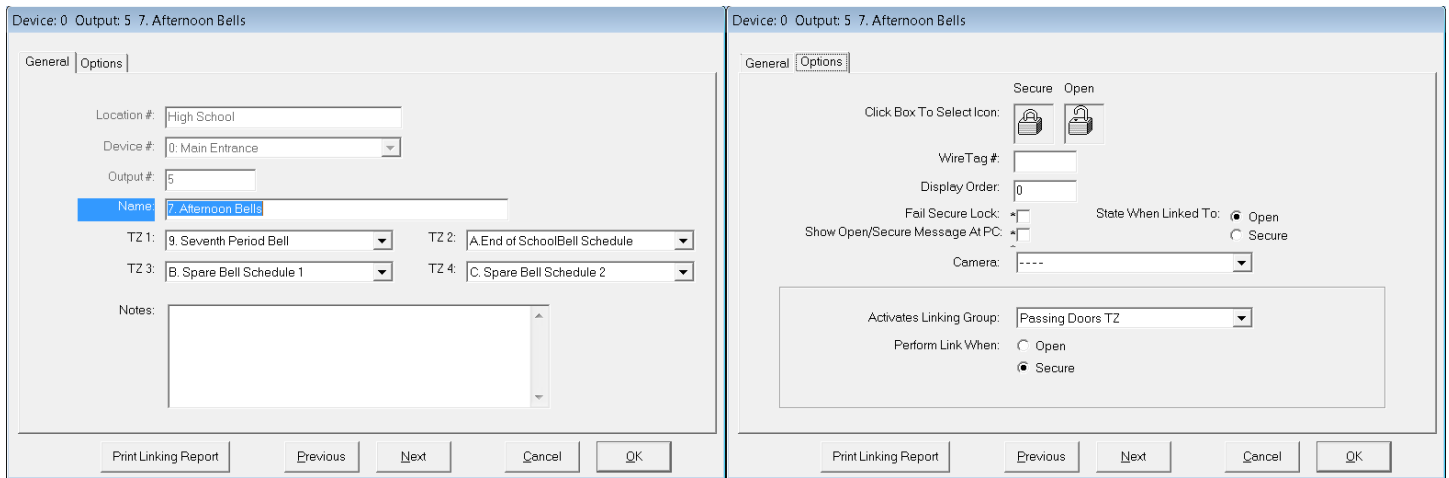 Device: 0  Output: 5  7. Afternoon Bells
General
Options
Location #:
High School
Device #:
0: Main Entrance
Output #:
5
Name:
7. Afternoon Bells
TZ 1:
9. Seventh Period Bell
TZ 2:
A.End of SchoolBell Schedule
TZ 3:
B. Spare Bell Schedule 1
TZ 4:
C. Spare Bell Schedule 2
Notes:
Print Linking Report
Previous
Next
Cancel
OK
Device: 0  Output: 5  7. Afternoon Bells
General
Options
Secure
Open
Click Box To Select Icon:
WireTag #:
Display Order:
0
Fail Secure Lock:
*
State When Linked To:
Open
Secure
Show Open/Secure Message At PC:
*
Camera:
----
Activates Linking Group:
Passing Doors TZ
Perform Link When:
Open
Secure
Print Linking Report
Previous
Next
Cancel
OK